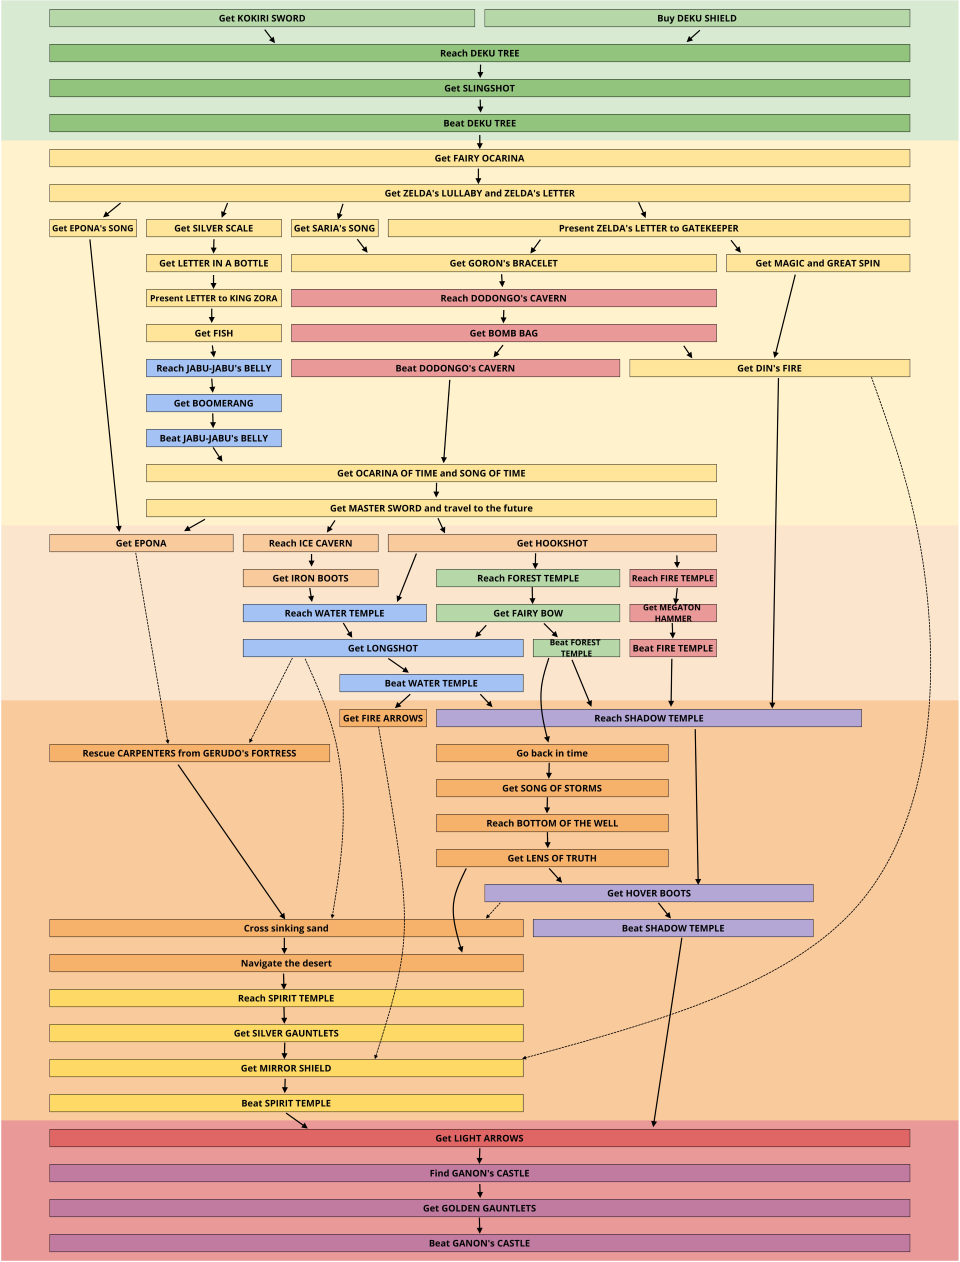 Get KOKIRI SWORD
Buy DEKU SHIELD
Reach DEKU TREE
Get SLINGSHOT
Beat DEKU TREE
Get FAIRY OCARINA
Get ZELDA's LULLABY and ZELDA's LETTER
Get EPONA's SONG
Get SILVER SCALE
Get SARIA's SONG
Present ZELDA's LETTER to GATEKEEPER
Get LETTER IN A BOTTLE
Get GORON's BRACELET
Get MAGIC and GREAT SPIN
Present LETTER to KING ZORA
Reach DODONGO's CAVERN
Get FISH
Get BOMB BAG
Reach JABU-JABU's BELLY
Beat DODONGO's CAVERN
Get DIN's FIRE
Get BOOMERANG
Beat JABU-JABU's BELLY
Get OCARINA OF TIME and SONG OF TIME
Get MASTER SWORD and travel to the future
Get EPONA
Reach ICE CAVERN
Get HOOKSHOT
Get IRON BOOTS
Reach FOREST TEMPLE
Reach FIRE TEMPLE
Reach WATER TEMPLE
Get FAIRY BOW
Get MEGATON
HAMMER
Get LONGSHOT
Beat FOREST
TEMPLE
Beat FIRE TEMPLE
Beat WATER TEMPLE
Get FIRE ARROWS
Reach SHADOW TEMPLE
Rescue CARPENTERS from GERUDO's FORTRESS
Go back in time
Get SONG OF STORMS
Reach BOTTOM OF THE WELL
Get LENS OF TRUTH
Get HOVER BOOTS
Cross sinking sand
Beat SHADOW TEMPLE
Navigate the desert
Reach SPIRIT TEMPLE
Get SILVER GAUNTLETS
Get MIRROR SHIELD
Beat SPIRIT TEMPLE
Get LIGHT ARROWS
Find GANON's CASTLE
Get GOLDEN GAUNTLETS
Beat GANON's CASTLE